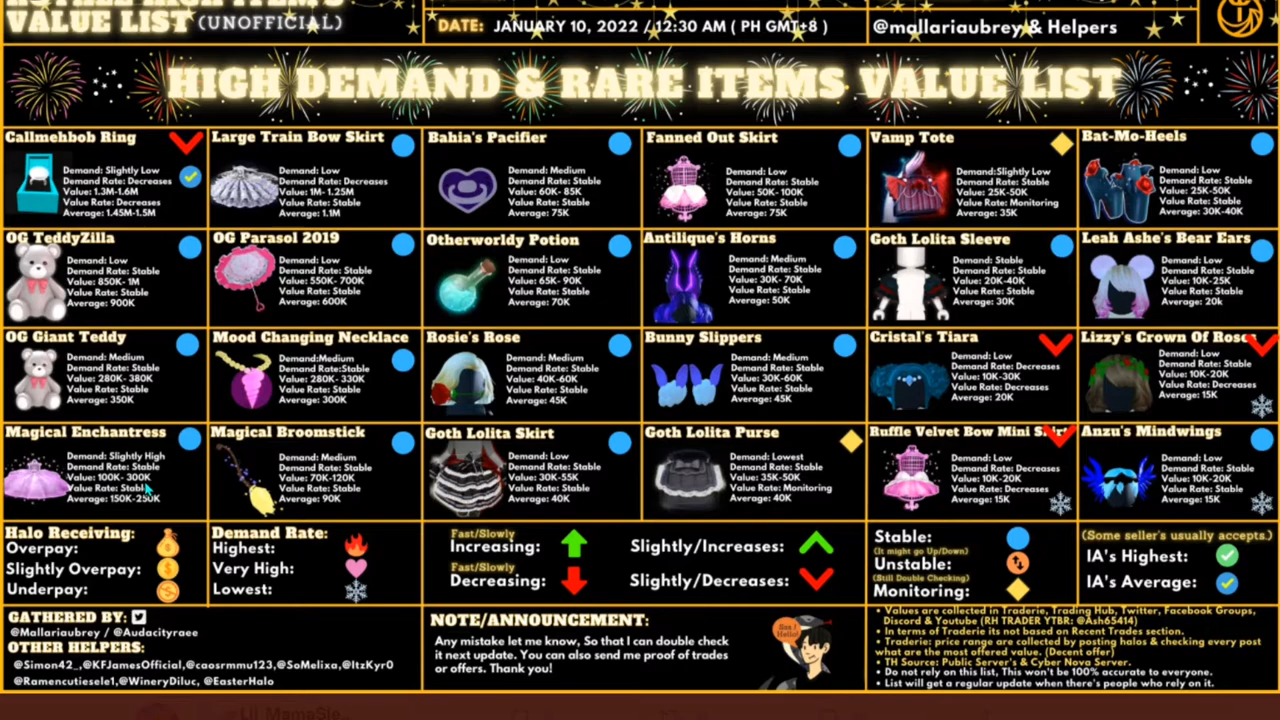 VALUE LIST (UNOFFICIAL)
DATE: JANUARY 10, 2022 / 12:30 AM ( PH GMT+8 )
@mallariaubrey & Helpers
HIGH DEMAND & RARE ITEMS VALUE LIST
Callmehbob Ring
Demand: Slightly Low
Demand Rate: Decreases
Value: 1.3M-1.6M
Value Rate: Decreases
Average: 1.45M-1.5M
Large Train Bow Skirt
Demand: Low
Demand Rate: Decreases
Value: 1M- 1.25M
Value Rate: Stable
Average: 1.1M
Bahia's Pacifier
Demand: Medium
Demand Rate: Stable
Value: 60K- 85K
Value Rate: Stable
Average: 75K
Fanned Out Skirt
Demand: Low
Demand Rate: Stable
Value: 50K- 100K
Value Rate: Stable
Average: 75K
Vamp Tote
Demand:Slightly Low
Demand Rate: Stable
Value: 25K-50K
Value Rate: Monitoring
Average: 35K
Bat-Mo-Heels
Demand: Low
Demand Rate: Stable
Value: 25K-50K
Value Rate: Stable
Average: 30K-40K
OG TeddyZilla
Demand: Low
Demand Rate: Stable
Value: 850K- 1M
Value Rate: Stable
Average: 900K
OG Parasol 2019
Demand: Low
Demand Rate: Stable
Value: 550K- 700K
Value Rate: Stable
Average: 600K
Otherworldy Potion
Demand: Low
Demand Rate: Stable
Value: 65K- 90K
Value Rate: Stable
Average: 70K
Antilique's Horns
Demand: Medium
Demand Rate: Stable
Value: 30K- 70K
Value Rate: Stable
Average: 50K
Goth Lolita Sleeve
Demand: Stable
Demand Rate: Stable
Value: 20K-40K
Value Rate: Stable
Average: 30K
Leah Ashe's Bear Ears
Demand: Low
Demand Rate: Stable
Value: 10K-25K
Value Rate: Stable
Average: 20k
OG Giant Teddy
Demand: Medium
Demand Rate: Stable
Value: 280K- 380K
Value Rate: Stable
Average: 350K
Mood Changing Necklace
Demand:Medium
Demand Rate:Stable
Value: 280K- 330K
Value Rate: Stable
Average: 300K
Rosie's Rose
Demand: Medium
Demand Rate: Stable
Value: 40K-60K
Value Rate: Stable
Average: 45K
Bunny Slippers
Demand: Medium
Demand Rate: Stable
Value: 30K-60K
Value Rate: Stable
Average: 45K
Cristal's Tiara
Demand: Low
Demand Rate: Decreases
Value: 10K-30K
Value Rate: Decreases
Average: 20K
Lizzy's Crown Of Roses
Demand: Low
Demand Rate: Stable
Value: 10K-20K
Value Rate: Decreases
Average: 15K
Magical Enchantress
Demand: Slightly High
Demand Rate: Stable
Value: 100K- 300K
Value Rate: Stable
Average: 150K-250K
Magical Broomstick
Demand: Medium
Demand Rate: Stable
Value: 70K-120K
Value Rate: Stable
Average: 90K
Goth Lolita Skirt
Demand: Low
Demand Rate: Stable
Value: 30K-55K
Value Rate: Stable
Average: 40K
Goth Lolita Purse
Demand: Lowest
Demand Rate: Stable
Value: 35K-50K
Value Rate: Monitoring
Average: 40K
Ruffle Velvet Bow Mini Skirt
Demand: Low
Demand Rate: Decreases
Value: 10K-20K
Value Rate: Decreases
Average: 15K
Anzu's Mindwings
Demand: Low
Demand Rate: Stable
Value: 10K-20K
Value Rate: Stable
Average: 15K
Halo Receiving:
Overpay:
Slightly Overpay:
Underpay:
Demand Rate:
Highest:
Very High:
Lowest:
Fast/Slowly
Increasing:
Fast/Slowly
Decreasing:
Slightly/Increases:
Slightly/Decreases:
Stable:
(It might go Up/Down)
Unstable:
(Still Double Checking)
Monitoring:
(Some seller's usually accepts.)
IA's Highest:
IA's Average:
GATHERED BY:
@Mallariaubrey / @Audacityraee
OTHER HELPERS:
@Simon42_,@KFJamesOfficial,@caosrmmu123,@SoMelixa,@ItzKyr0
@Ramencutiesele1,@WineryDiluc, @EasterHalo
NOTE/ANNOUNCEMENT:
Any mistake let me know, So that I can double check
it next update. You can also send me proof of trades
or offers. Thank you!
• Values are collected in Traderie, Trading Hub, Twitter, Facebook Groups,
Discord & Youtube (RH TRADER YTBR: @Ash65414)
• In terms of Traderie its not based on Recent Trades section.
• Traderie: price range are collected by posting halos & checking every post
what are the most offered value. (Decent offer)
• TH Source: Public Server's & Cyber Nova Server.
• Do not rely on this list, This won't be 100% accurate to everyone.
• List will get a regular update when there's people who rely on it.